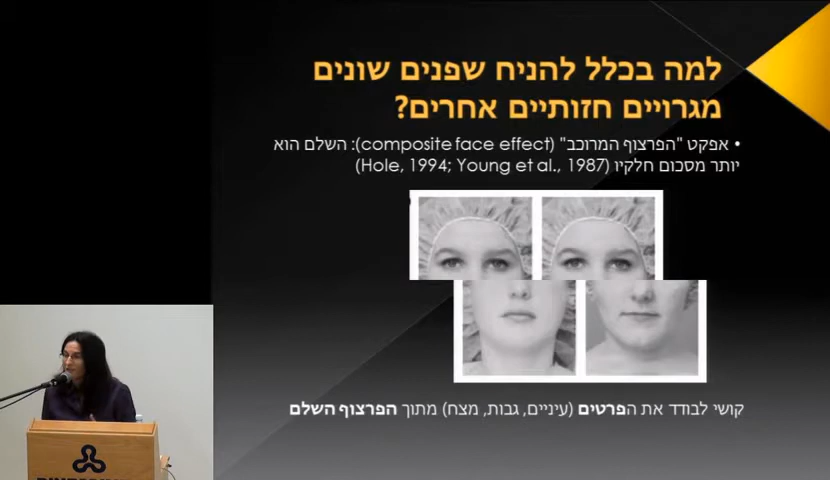 למה בכלל להניח שפנים שונים
מגרויים חזותיים אחרים?
• אפקט "הפרצוף המרוכב" (composite face effect): השלם הוא
יותר מסכום חלקיו (Hole, 1994; Young et al., 1987)
קושי לבודד את הפרטים (עיניים, גבות, מצח) מתוך הפרצוף השלם